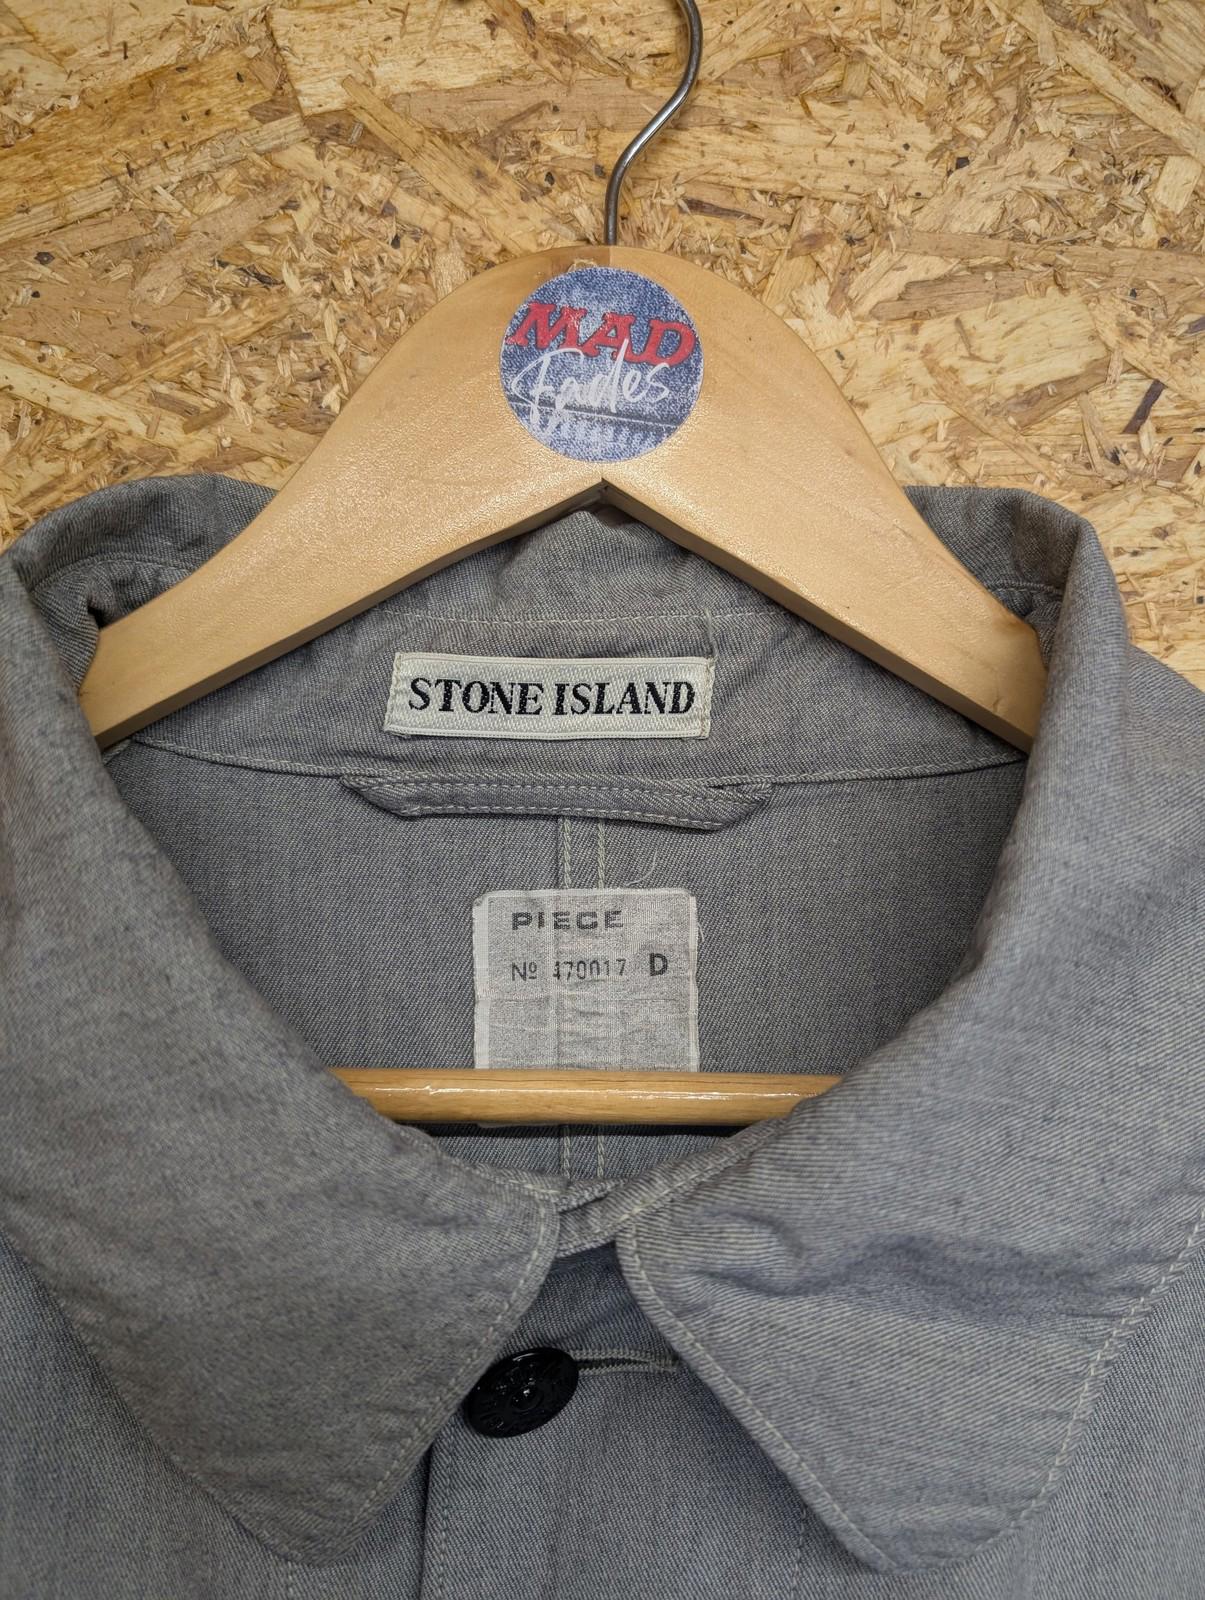 MAD
Fades
STONE ISLAND
PIECE
Nº 470017 D